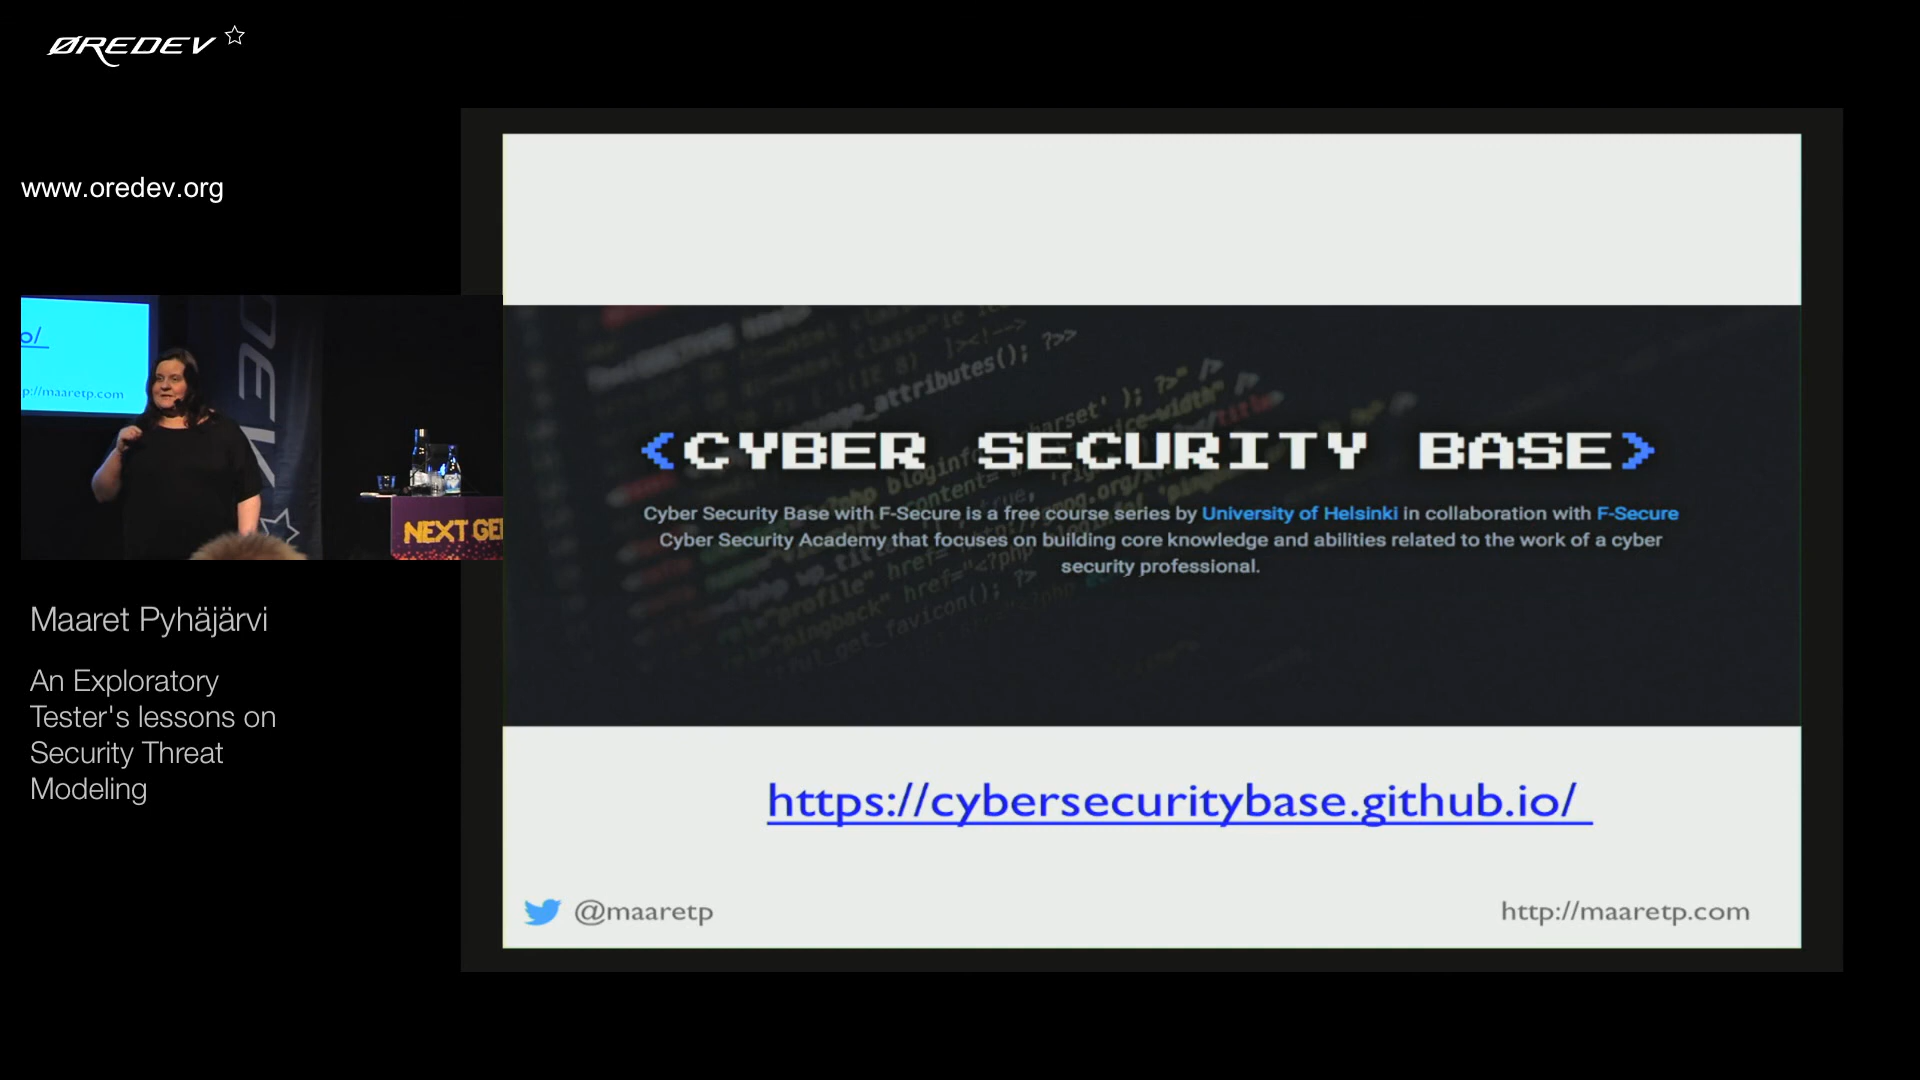 ØREDEV
www.oredev.org
o/
p://maaretp.com
NEXT GE
Maaret Pyhäjärvi
An Exploratory
Tester's lessons on
Security Threat
Modeling
<CYBER SECURITY BASE>
Cyber Security Base with F-Secure is a free course series by University of Helsinki in collaboration with F-Secure
Cyber Security Academy that focuses on building core knowledge and abilities related to the work of a cyber
security professional.
https://cybersecuritybase.github.io/
@maaretp
http://maaretp.com